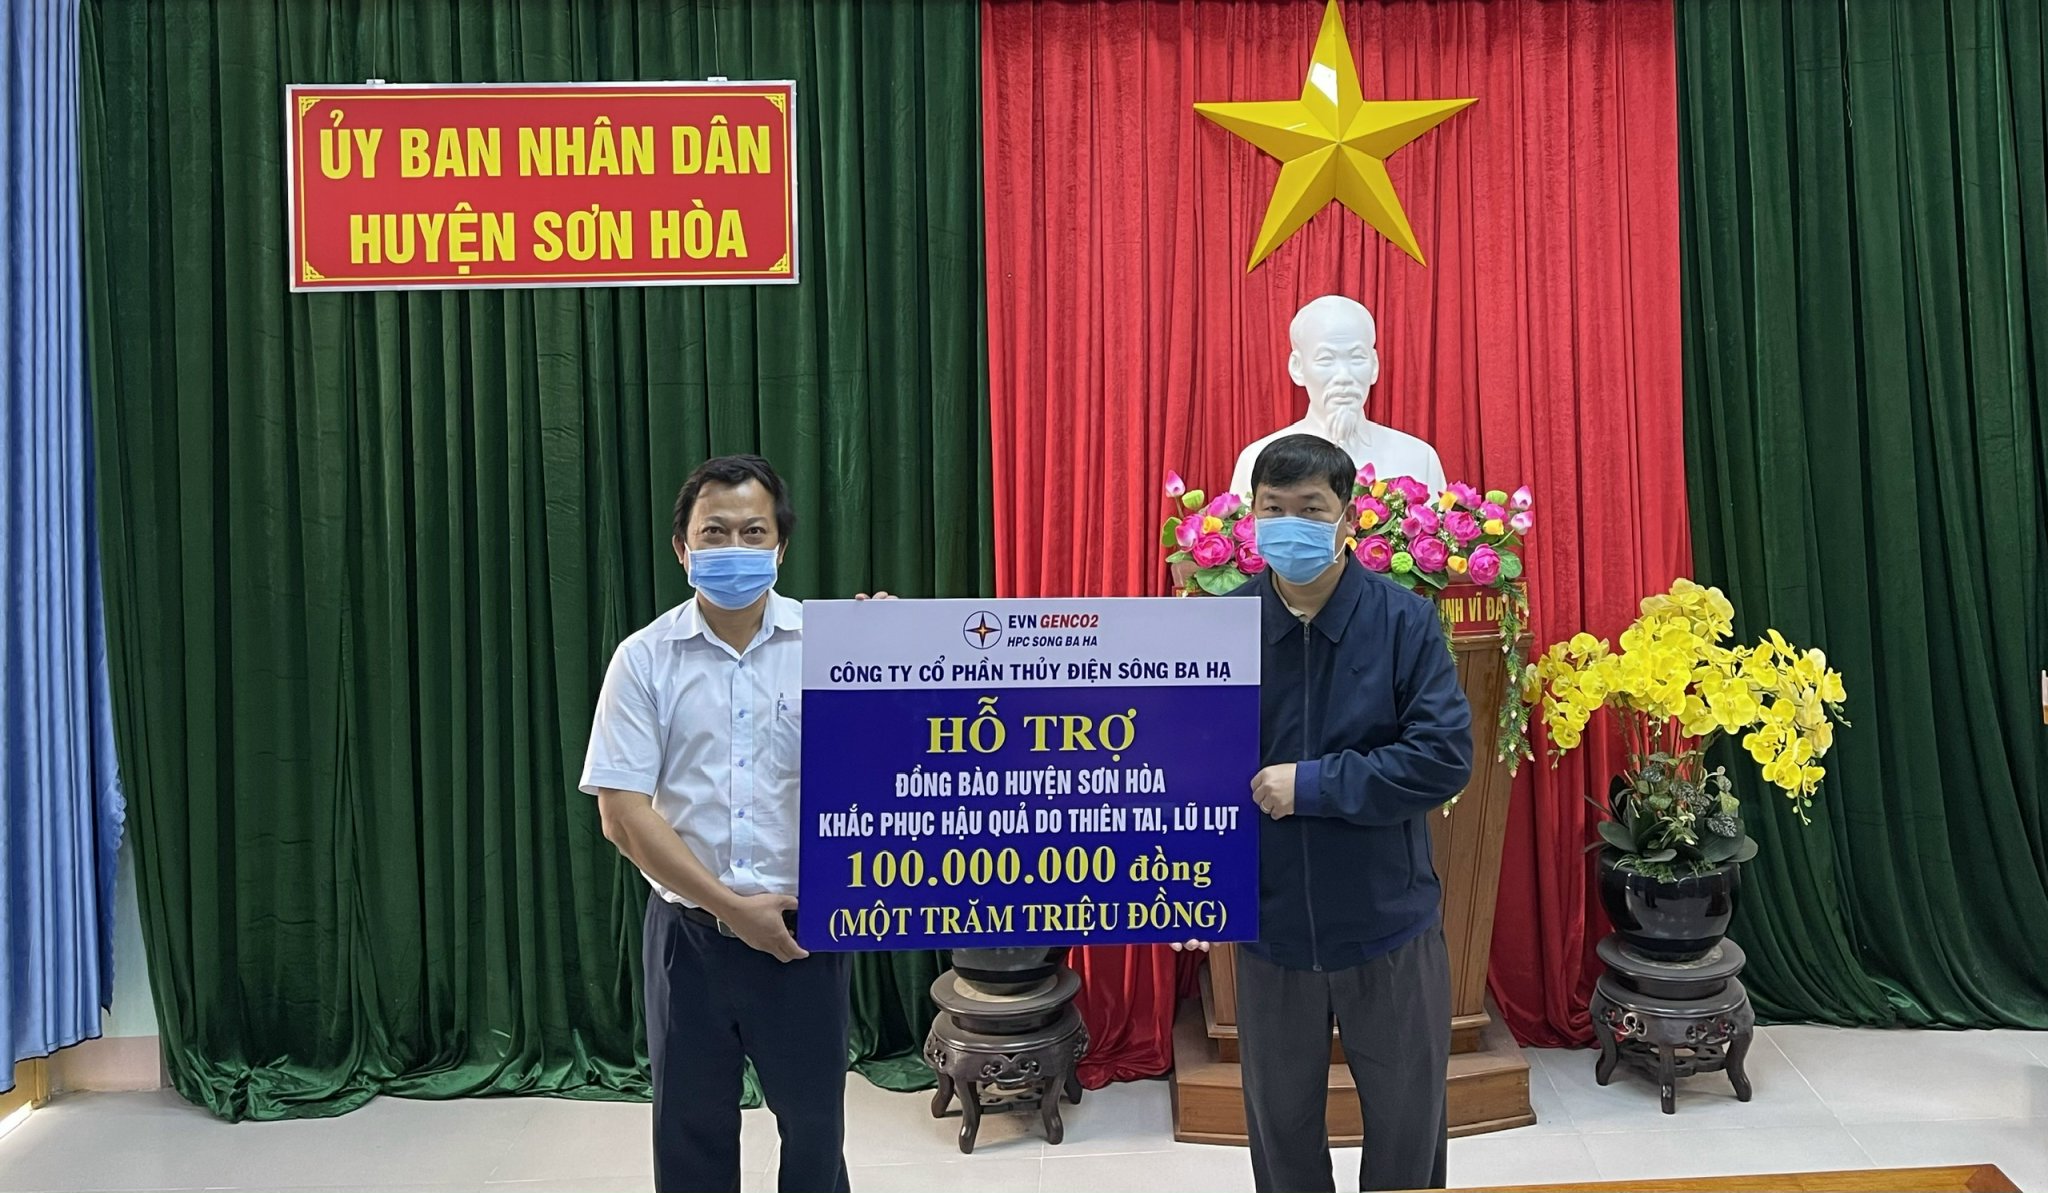 ỦY BAN NHÂN DÂN
HUYỆN SƠN HÒA
EVN GENCO2
HPC SONG BA HA
CÔNG TY CỔ PHẦN THỦY ĐIỆN SÔNG BA HẠ
HỖ TRỢ
ĐỒNG BÀO HUYỆN SƠN HÒA
KHẮC PHỤC HẬU QUẢ DO THIÊN TAI, LŨ LỤT
100.000.000 đồng
(MỘT TRĂM TRIỆU ĐỒNG)
VĨ ĐẠI